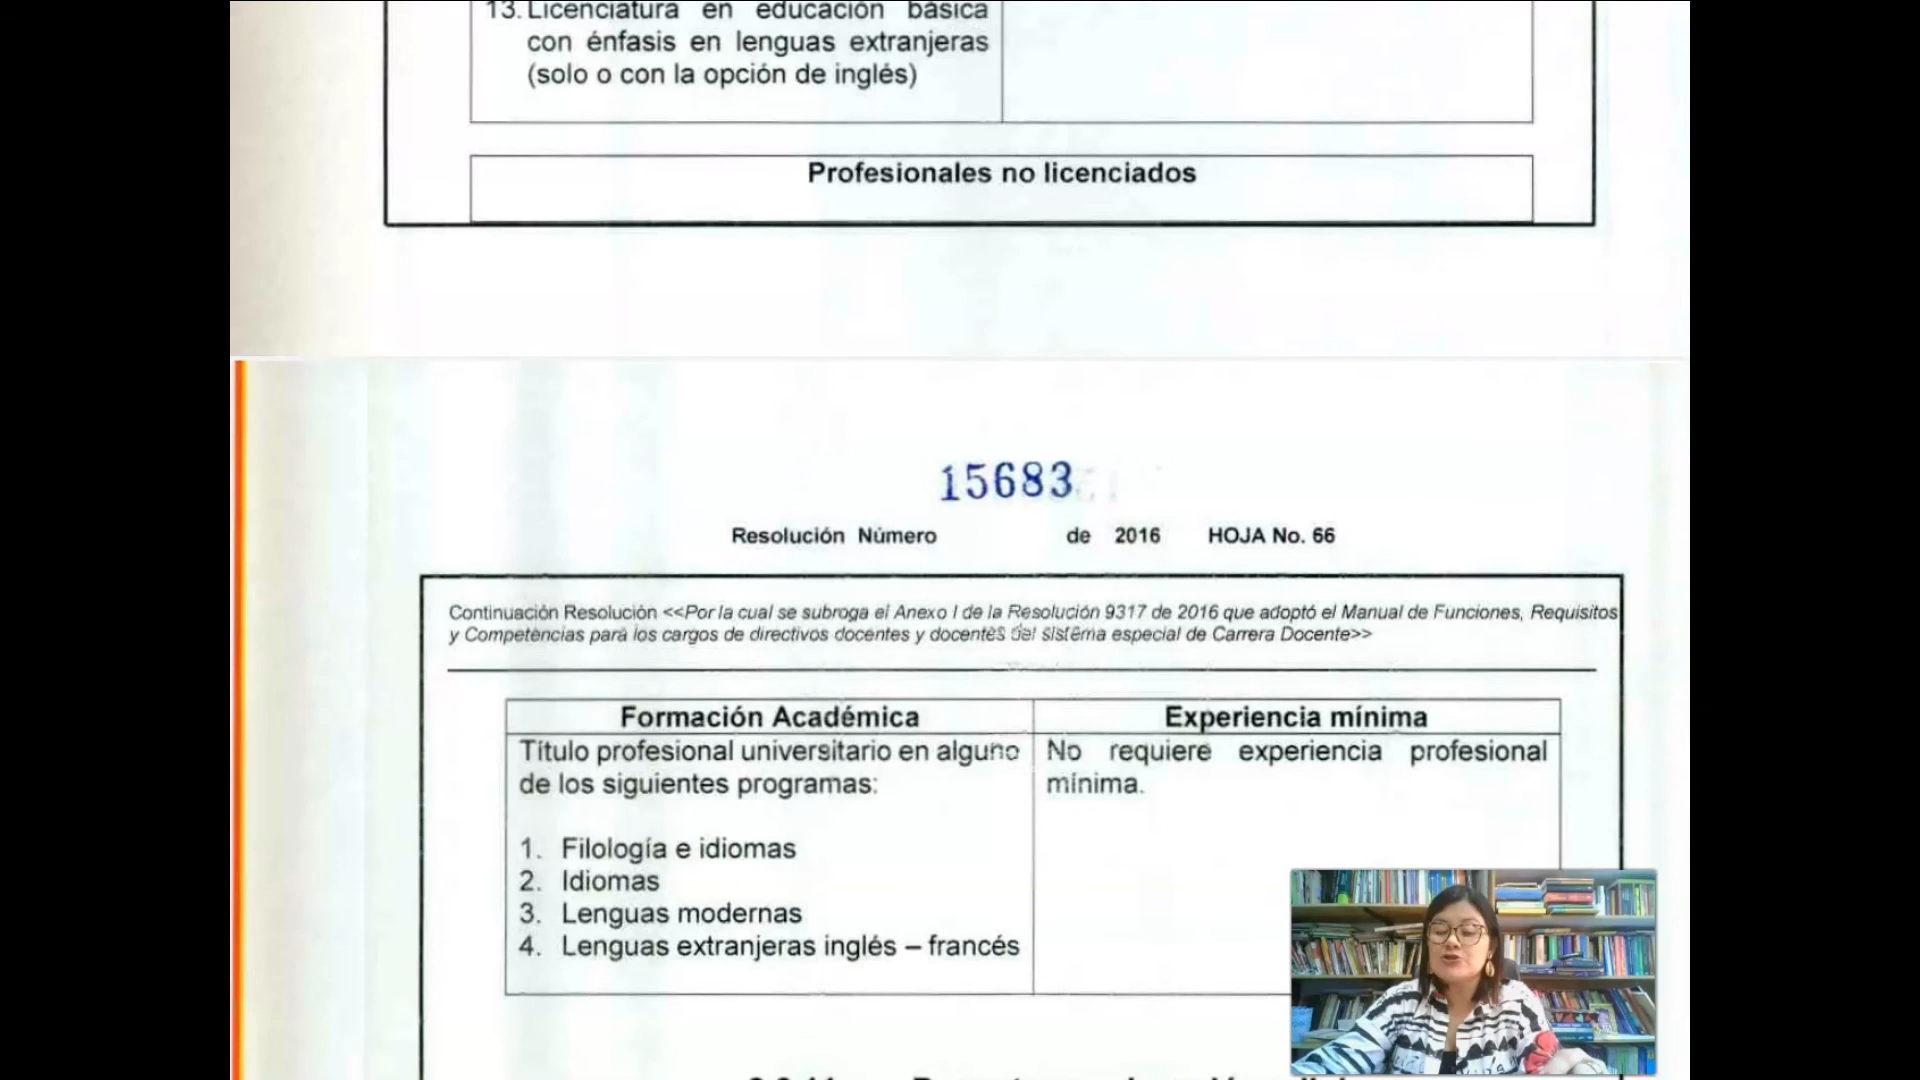 13. Licenciatura en educación básica
con énfasis en lenguas extranjeras
(solo o con la opción de inglés)
Profesionales no licenciados
15683
Resolución Número de 2016 HOJA No. 66
Continuación Resolución <<Por la cual se subroga el Anexo I de la Resolución 9317 de 2016 que adoptó el Manual de Funciones, Requisitos
y Competencias para los cargos de directivos docentes y docentes del sistema especial de Carrera Docente>>
Formación Académica
Experiencia mínima
Título profesional universitario en alguno
de los siguientes programas:
No requiere experiencia profesional
mínima.
1. Filología e idiomas
2. Idiomas
3. Lenguas modernas
4. Lenguas extranjeras inglés – francés